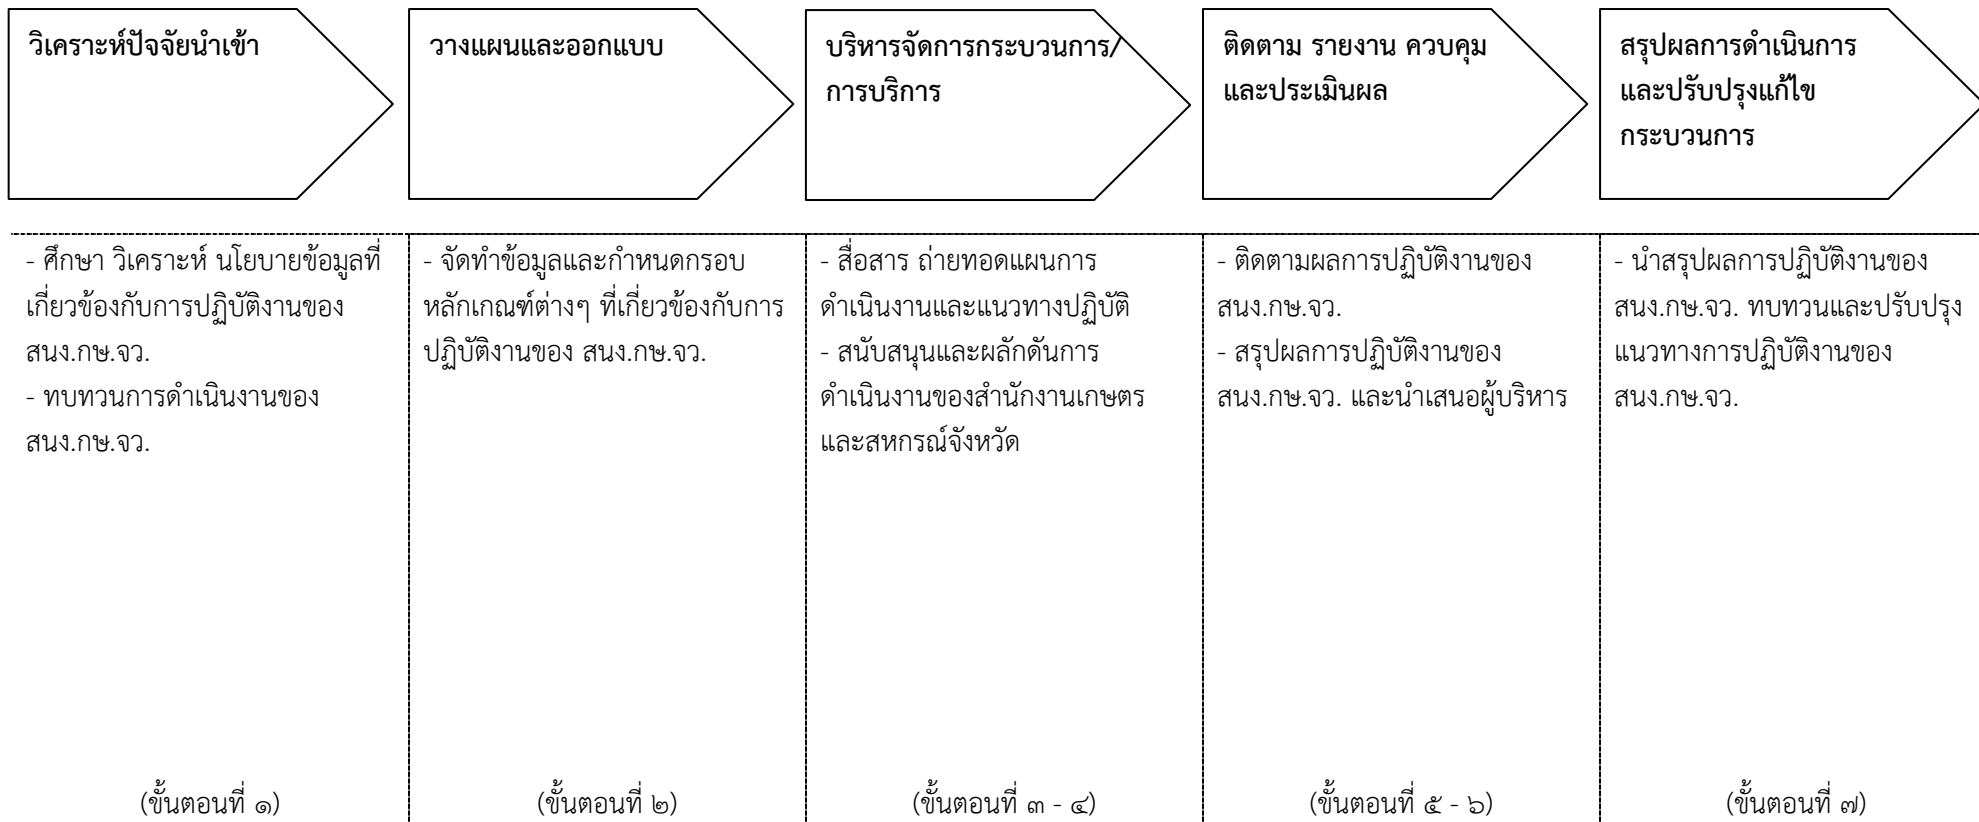 วิเคราะห์ปัจจัยนำเข้า
วางแผนและออกแบบ
บริหารจัดการกระบวนการ/
การบริการ
ติดตาม รายงาน ควบคุม
และประเมินผล
สรุปผลการดำเนินการ
และปรับปรุงแก้ไข
กระบวนการ
- ศึกษา วิเคราะห์ นโยบายข้อมูลที่
เกี่ยวข้องกับการปฏิบัติงานของ
สนง.กษ.จว.
- ทบทวนการดำเนินงานของ
สนง.กษ.จว.
(ขั้นตอนที่ ๑)
- จัดทำข้อมูลและกำหนดกรอบ
หลักเกณฑ์ต่างๆ ที่เกี่ยวข้องกับการ
ปฏิบัติงานของ สนง.กษ.จว.
(ขั้นตอนที่ ๒)
- สื่อสาร ถ่ายทอดแผนการ
ดำเนินงานและแนวทางปฏิบัติ
- สนับสนุนและผลักดันการ
ดำเนินงานของสำนักงานเกษตร
และสหกรณ์จังหวัด
(ขั้นตอนที่ ๓ - ๔)
- ติดตามผลการปฏิบัติงานของ
สนง.กษ.จว.
- สรุปผลการปฏิบัติงานของ
สนง.กษ.จว. และนำเสนอผู้บริหาร
(ขั้นตอนที่ ๕ - ๖)
- นำสรุปผลการปฏิบัติงานของ
สนง.กษ.จว. ทบทวนและปรับปรุง
แนวทางการปฏิบัติงานของ
สนง.กษ.จว.
(ขั้นตอนที่ ๗)